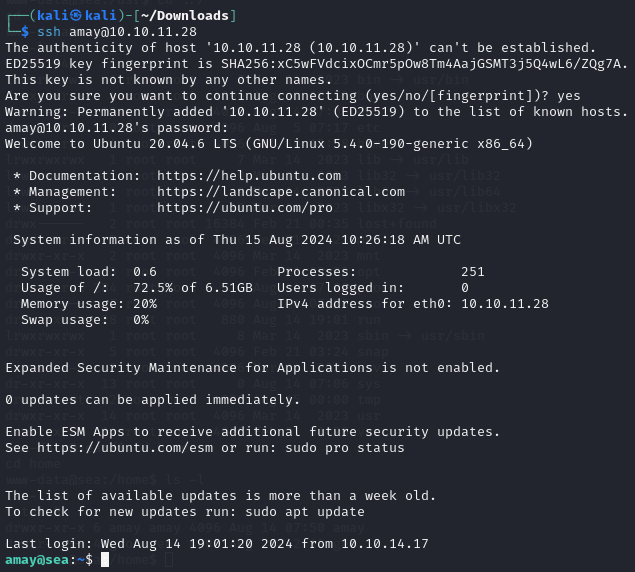 ┌──(kali㉿kali)-[~/Downloads]
└─$ ssh amay@10.10.11.28
The authenticity of host '10.10.11.28 (10.10.11.28)' can't be established.
ED25519 key fingerprint is SHA256:xC5wFVdcixOCmr5pOw8Tm4AajGSMT3j5Q4wL6/ZQg7A.
This key is not known by any other names.
Are you sure you want to continue connecting (yes/no/[fingerprint])? yes
Warning: Permanently added '10.10.11.28' (ED25519) to the list of known hosts.
amay@10.10.11.28's password:
Welcome to Ubuntu 20.04.6 LTS (GNU/Linux 5.4.0-190-generic x86_64)
* Documentation: https://help.ubuntu.com
* Management: https://landscape.canonical.com
* Support: https://ubuntu.com/pro
System information as of Thu 15 Aug 2024 10:26:18 AM UTC
System load: 0.6 Processes: 251
Usage of /: 72.5% of 6.51GB Users logged in: 0
Memory usage: 20% IPv4 address for eth0: 10.10.11.28
Swap usage: 0%
Expanded Security Maintenance for Applications is not enabled.
0 updates can be applied immediately.
Enable ESM Apps to receive additional future security updates.
See https://ubuntu.com/esm or run: sudo pro status
The list of available updates is more than a week old.
To check for new updates run: sudo apt update
Last login: Wed Aug 14 19:01:20 2024 from 10.10.14.17
amay@sea:~$